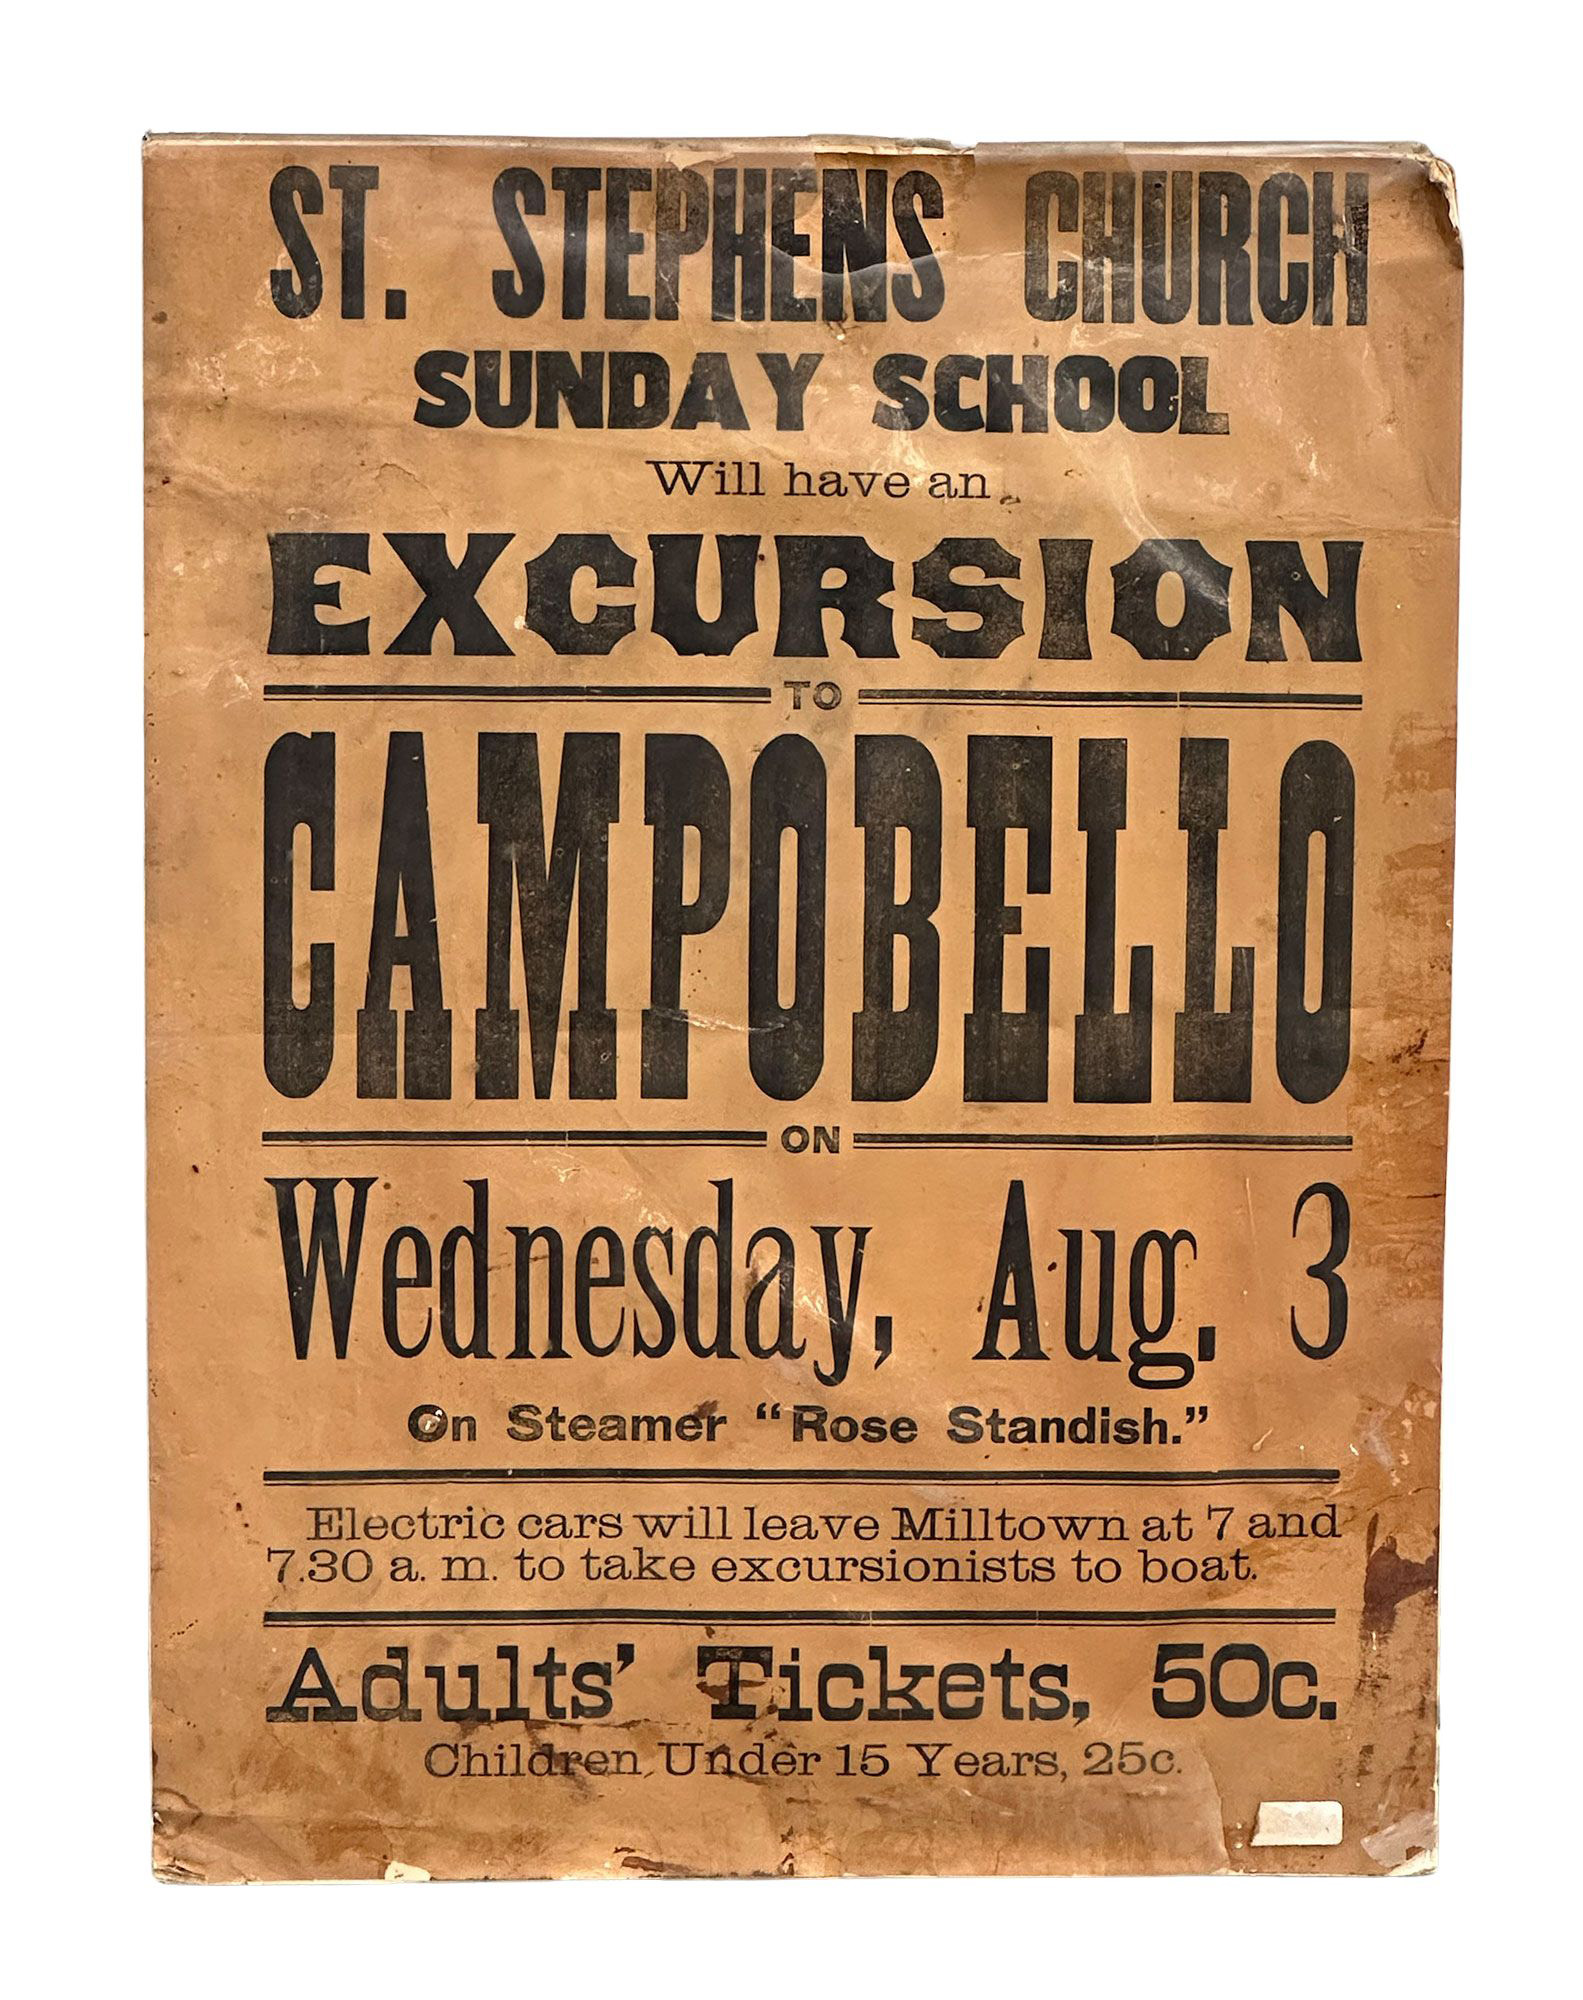 ST. STEPHENS CHURCH
SUNDAY SCHOOL
Will have an
EXCURSION
TO
CAMPOBELLO
ON
Wednesday, Aug. 3
On Steamer “Rose Standish.”
Electric cars will leave Milltown at 7 and
7.30 a. m. to take excursionists to boat.
Adults’ Tickets, 50c.
Children Under 15 Years, 25c.